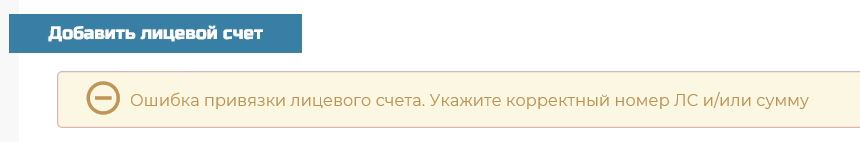 Добавить лицевой счет
Ошибка привязки лицевого счета. Укажите корректный номер ЛС и/или сумму